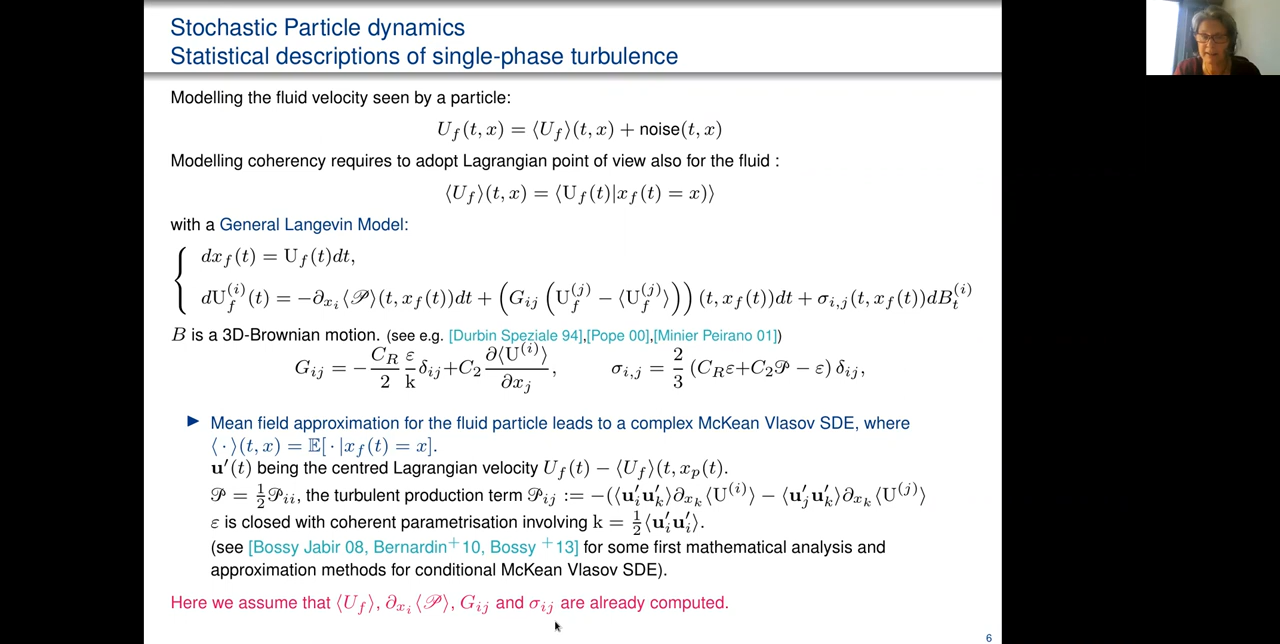 Stochastic Particle dynamics
Statistical descriptions of single-phase turbulence
Modelling the fluid velocity seen by a particle:
U_f(t, x) = ⟨U_f⟩(t, x) + noise(t, x)
Modelling coherency requires to adopt Lagrangian point of view also for the fluid :
⟨U_f⟩(t, x) = ⟨U_f(t)|x_f(t) = x)⟩
with a General Langevin Model:
dx_f(t) = U_f(t)dt,
dU_f^(i)(t) = −∂_{x_i}⟨𝒫⟩(t, x_f(t))dt + (G_ij (U_f^(j) − ⟨U_f^(j)⟩)) (t, x_f(t))dt + σ_{i,j}(t, x_f(t))dB_t^(i)
B is a 3D-Brownian motion. (see e.g. [Durbin Speziale 94],[Pope 00],[Minier Peirano 01])
G_ij = −(C_R/2)(ε/k)δ_ij+C_2 ∂⟨U^(i)⟩/∂x_j, σ_{i,j} = 2/3 (C_Rε+C_2𝒫 − ε) δ_ij,
▶ Mean field approximation for the fluid particle leads to a complex McKean Vlasov SDE, where
⟨ · ⟩(t, x) = 𝔼[ · |x_f(t) = x].
u′(t) being the centred Lagrangian velocity U_f(t) − ⟨U_f⟩(t, x_p(t).
𝒫 = ½𝒫_ii, the turbulent production term 𝒫_ij := −(⟨u′_i u′_k⟩∂_{x_k}⟨U^(i)⟩ − ⟨u′_j u′_k⟩∂_{x_k}⟨U^(j)⟩
ε is closed with coherent parametrisation involving k = ½⟨u′_i u′_i⟩.
(see [Bossy Jabir 08, Bernardin⁺10, Bossy ⁺13] for some first mathematical analysis and
approximation methods for conditional McKean Vlasov SDE).
Here we assume that ⟨U_f⟩, ∂_{x_i}⟨𝒫⟩, G_ij and σ_ij are already computed.
6